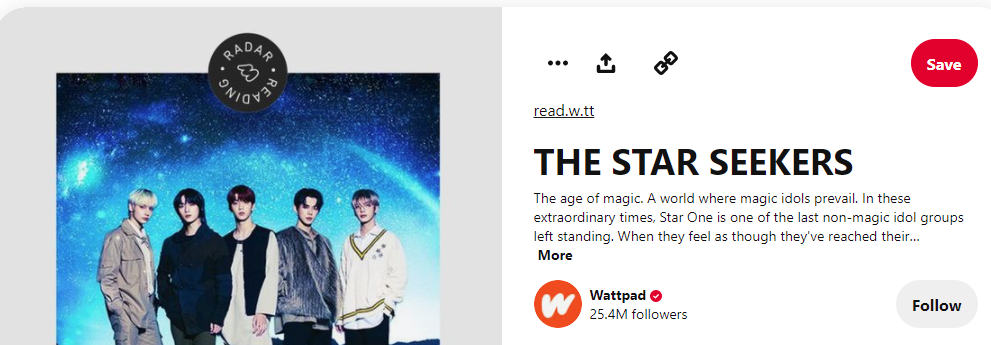 RADAR
READING
Save
read.w.tt
THE STAR SEEKERS
The age of magic. A world where magic idols prevail. In these
extraordinary times, Star One is one of the last non-magic idol groups
left standing. When they feel as though they've reached their...
More
Wattpad
25.4M followers
Follow